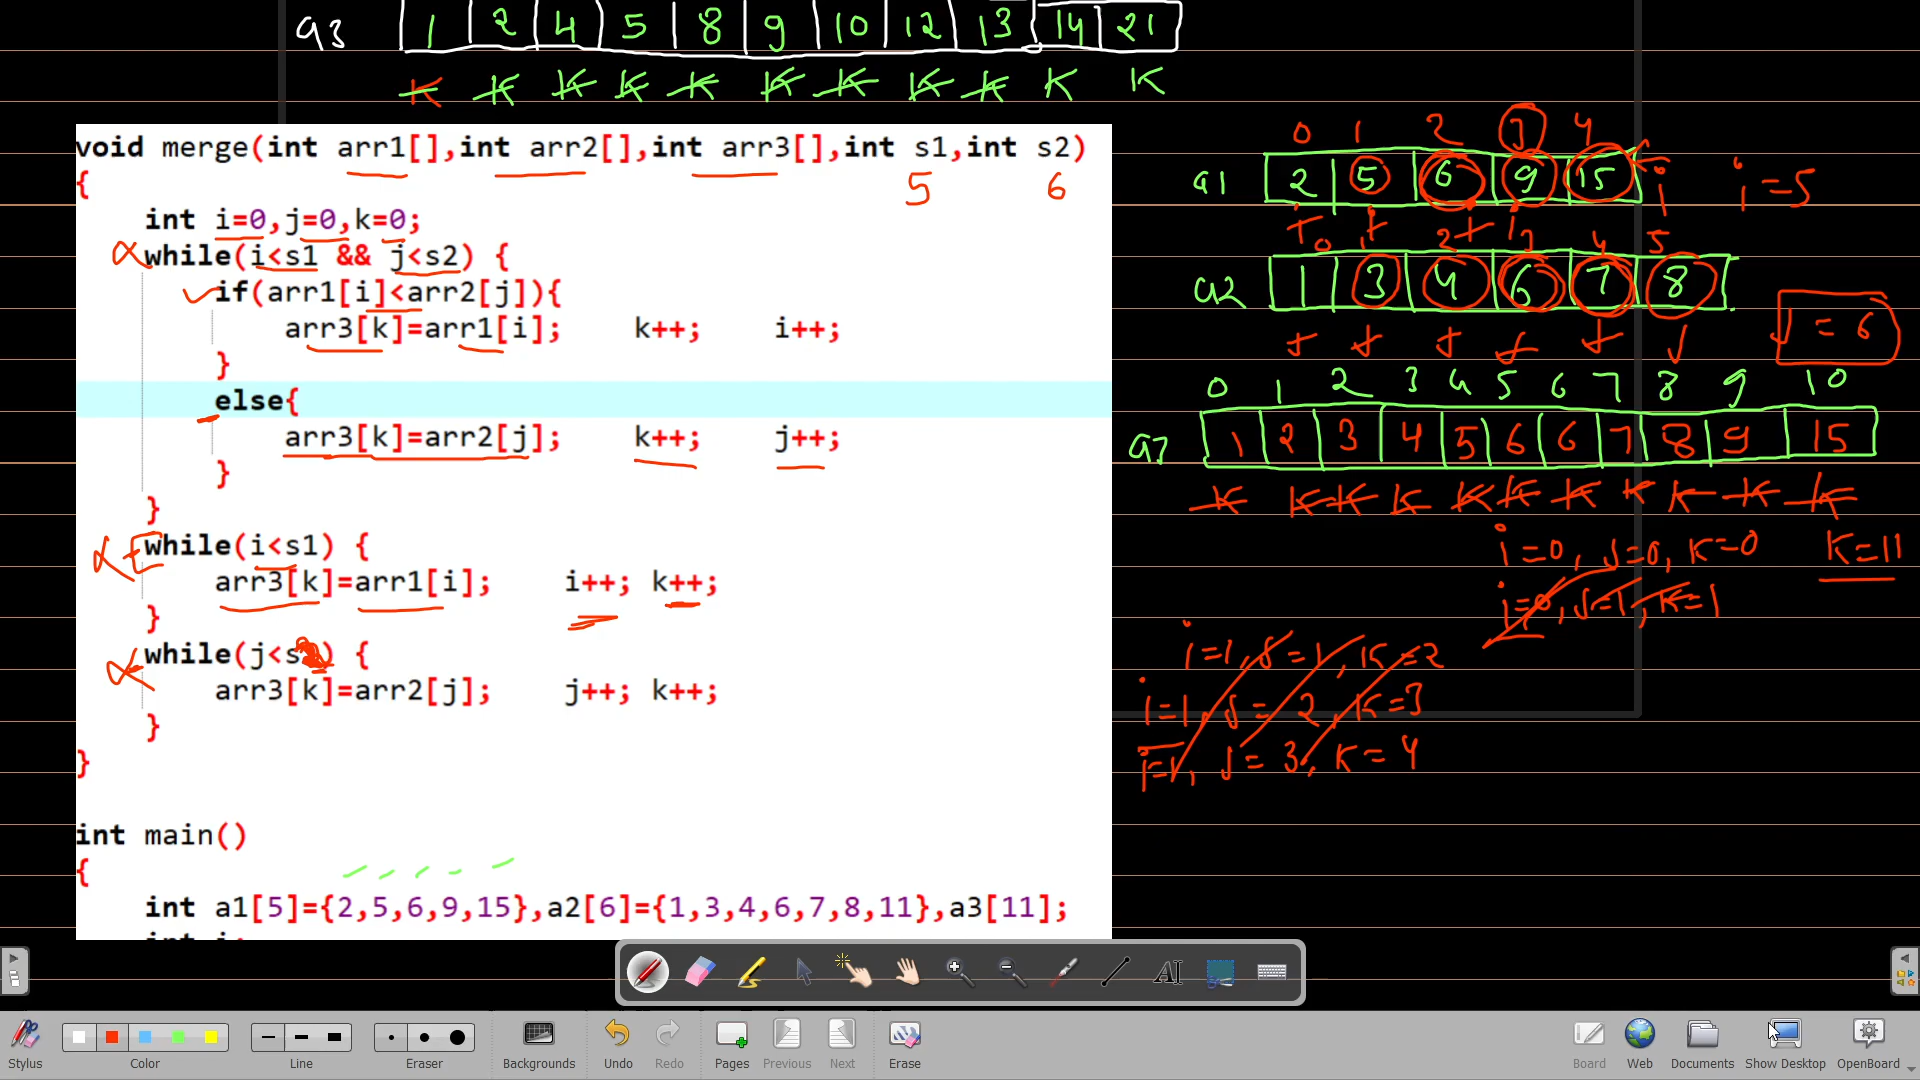 a3 1 2 4 5 8 9 10 12 13 14 21
K K K K K K K K K K K
void merge(int arr1[],int arr2[],int arr3[],int s1,int s2)
{
5 6
int i=0,j=0,k=0;
while(i<s1 && j<s2) {
if(arr1[i]<arr2[j]){
arr3[k]=arr1[i]; k++; i++;
}
else{
arr3[k]=arr2[j]; k++; j++;
}
}
while(i<s1) {
arr3[k]=arr1[i]; i++; k++;
}
while(j<s2) {
arr3[k]=arr2[j]; j++; k++;
}
}
int main()
{
int a1[5]={2,5,6,9,15},a2[6]={1,3,4,6,7,8,11},a3[11];
0 1 2 3 4
a1 2 5 6 9 15 i i=5
0 1 2 3 4 5
a2 1 3 4 6 7 8
j = 6
0 1 2 3 4 5 6 7 8 9 10
a3 1 2 3 4 5 6 6 7 8 9 15
K K K K K K K K K K K
i=0, j=0, K=0 K=11
i=0, j=1, K=1
i=1, j=1, K=2
i=1, j=2, K=3
i=1, j=3, K=4
Stylus Color Line Eraser Backgrounds Undo Redo Pages Previous Next Erase Board Web Documents Show Desktop OpenBoard